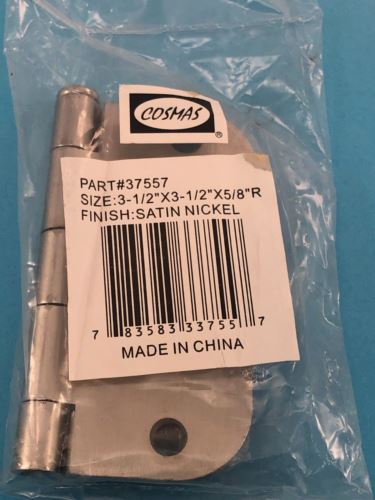 COSMAS
®
PART#37557
SIZE:3-1/2"X3-1/2"X5/8"R
FINISH:SATIN NICKEL
7 83583 33755 7
MADE IN CHINA